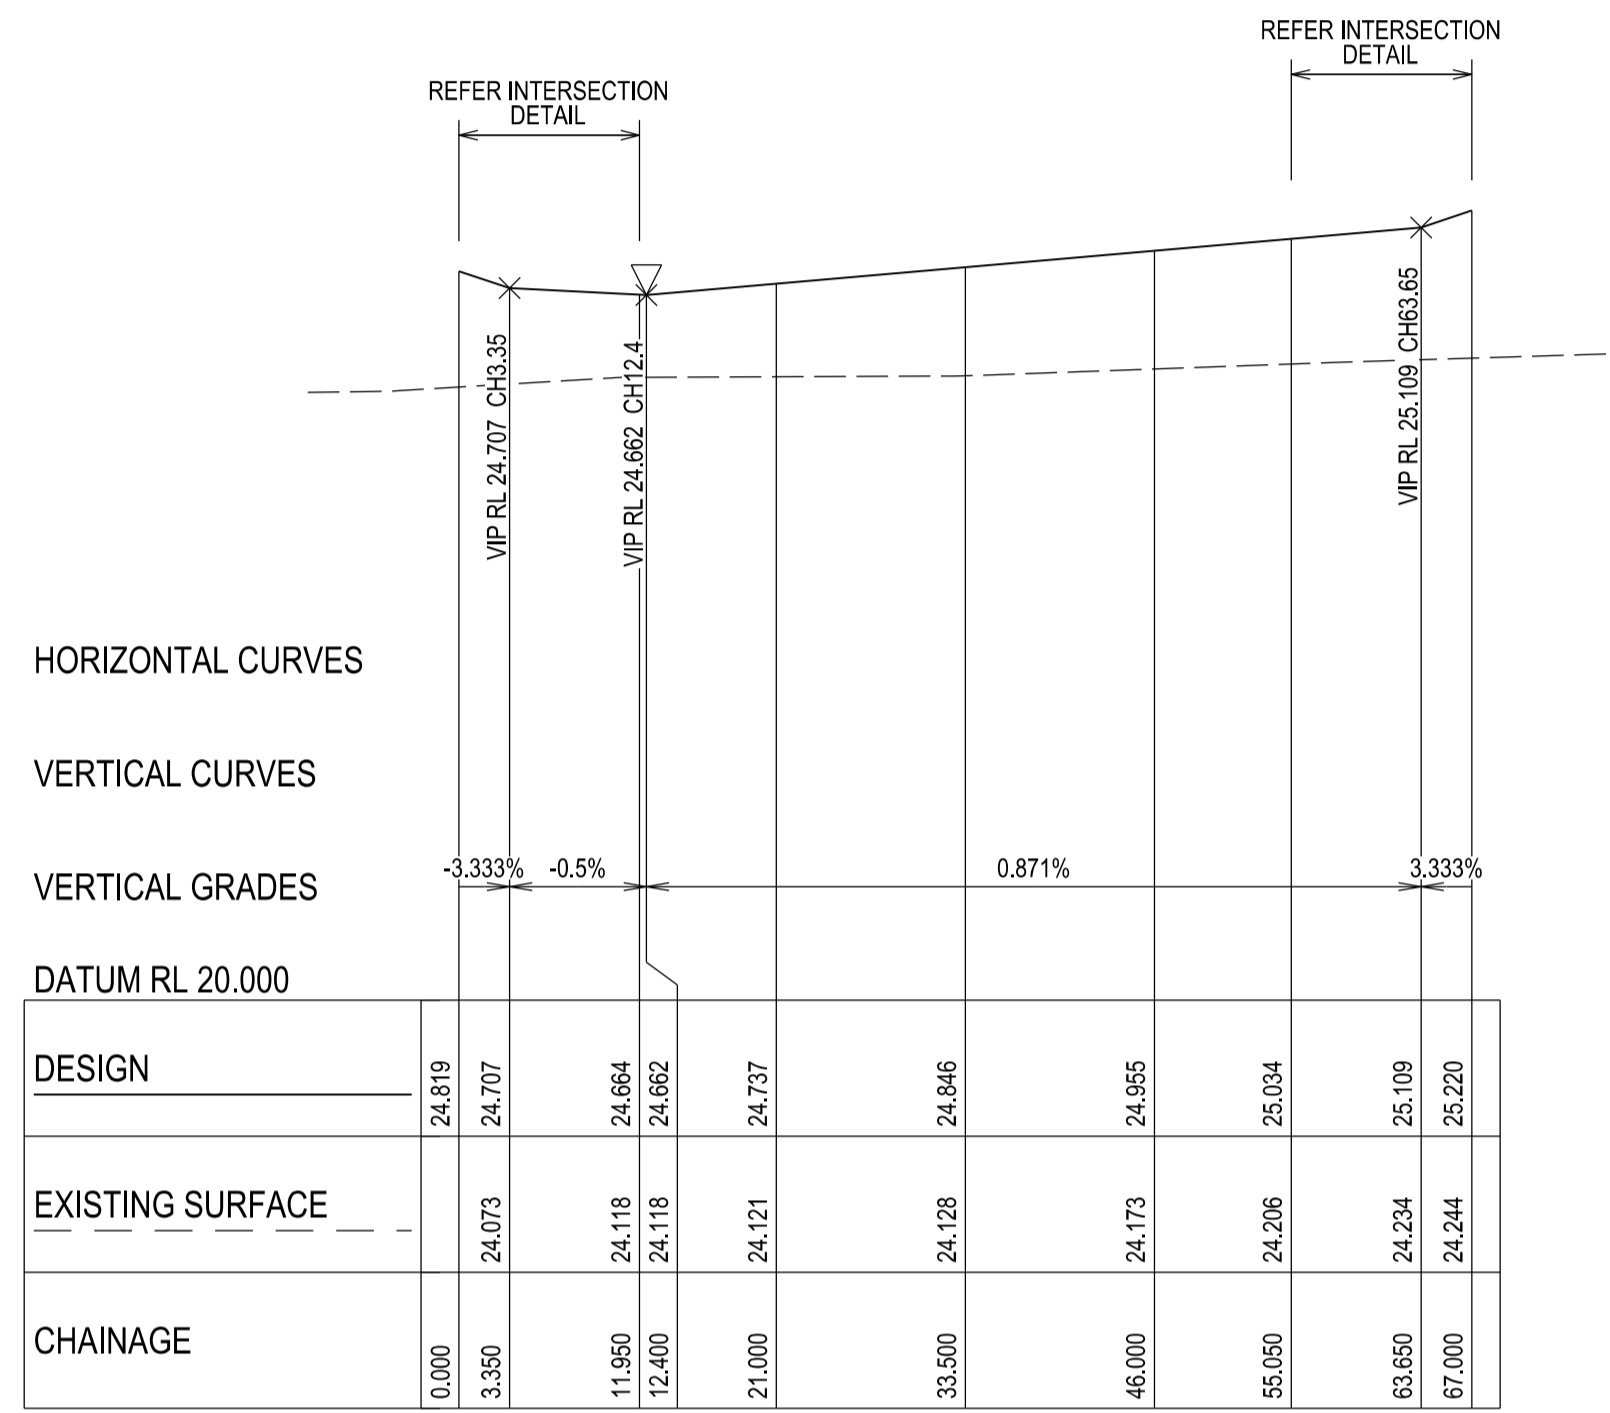 REFER INTERSECTION
DETAIL
REFER INTERSECTION
DETAIL
VIP RL 24.707 CH3.35
VIP RL 24.662 CH12.4
VIP RL 25.109 CH63.65
HORIZONTAL CURVES
VERTICAL CURVES
VERTICAL GRADES
-3.333%
-0.5%
0.871%
3.333%
DATUM RL 20.000
DESIGN
24.819
24.707
24.664
24.662
24.737
24.846
24.955
25.034
25.109
25.220
EXISTING SURFACE
24.073
24.118
24.118
24.121
24.128
24.173
24.206
24.234
24.244
CHAINAGE
0.000
3.350
11.950
12.400
21.000
33.500
46.000
55.050
63.650
67.000